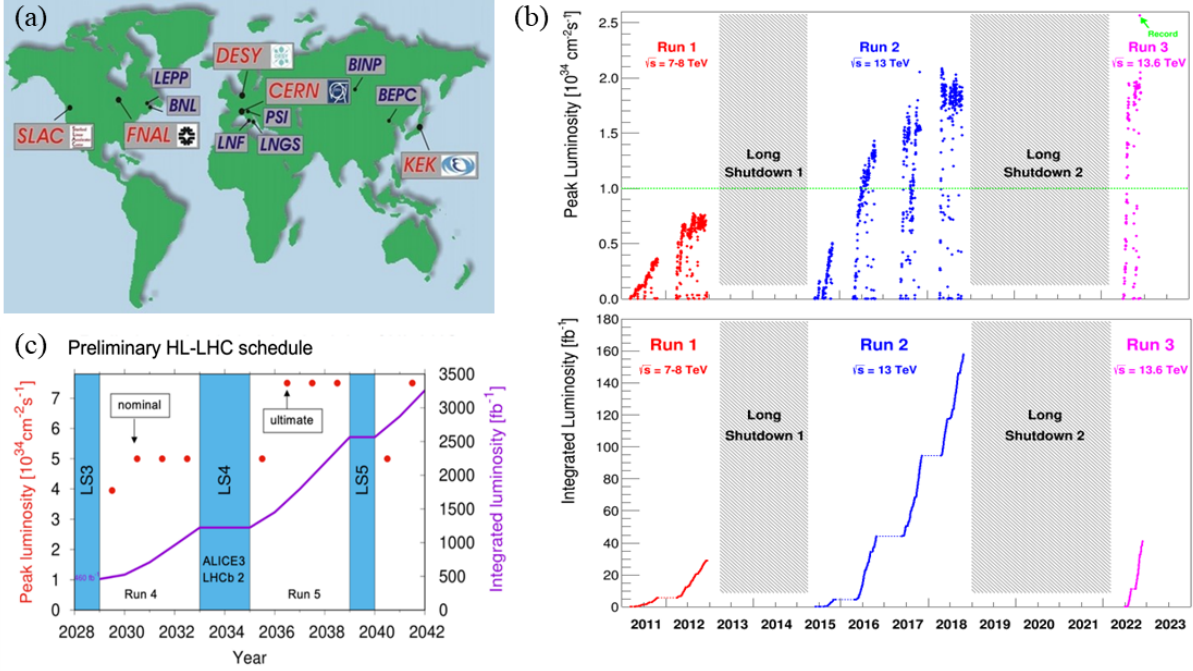 (a)
DESY
BINP
LEPP
CERN
BEPC
BNL
PSI
SLAC
FNAL
LNF
LNGS
KEK
(b)
Peak Luminosity [10³⁴ cm⁻²s⁻¹]
2.5
2.0
1.5
1.0
0.5
0.0
Run 1
√s = 7-8 TeV
Long
Shutdown 1
Run 2
√s = 13 TeV
Long
Shutdown 2
Record
Run 3
√s = 13.6 TeV
Integrated Luminosity [fb⁻¹]
180
160
140
120
100
80
60
40
20
0
Run 1
√s = 7-8 TeV
Long
Shutdown 1
Run 2
√s = 13 TeV
Long
Shutdown 2
Run 3
√s = 13.6 TeV
2011 2012 2013 2014 2015 2016 2017 2018 2019 2020 2021 2022 2023
(c) Preliminary HL-LHC schedule
Peak luminosity [10³⁴cm⁻²s⁻¹]
7
6
5
4
3
2
1
0
nominal
ultimate
LS3
LS4
LS5
ALICE3
LHCb 2
Run 4
Run 5
3500
3000
2500
2000
1500
1000
500
0
Integrated luminosity [fb⁻¹]
2028 2030 2032 2034 2036 2038 2040 2042
Year